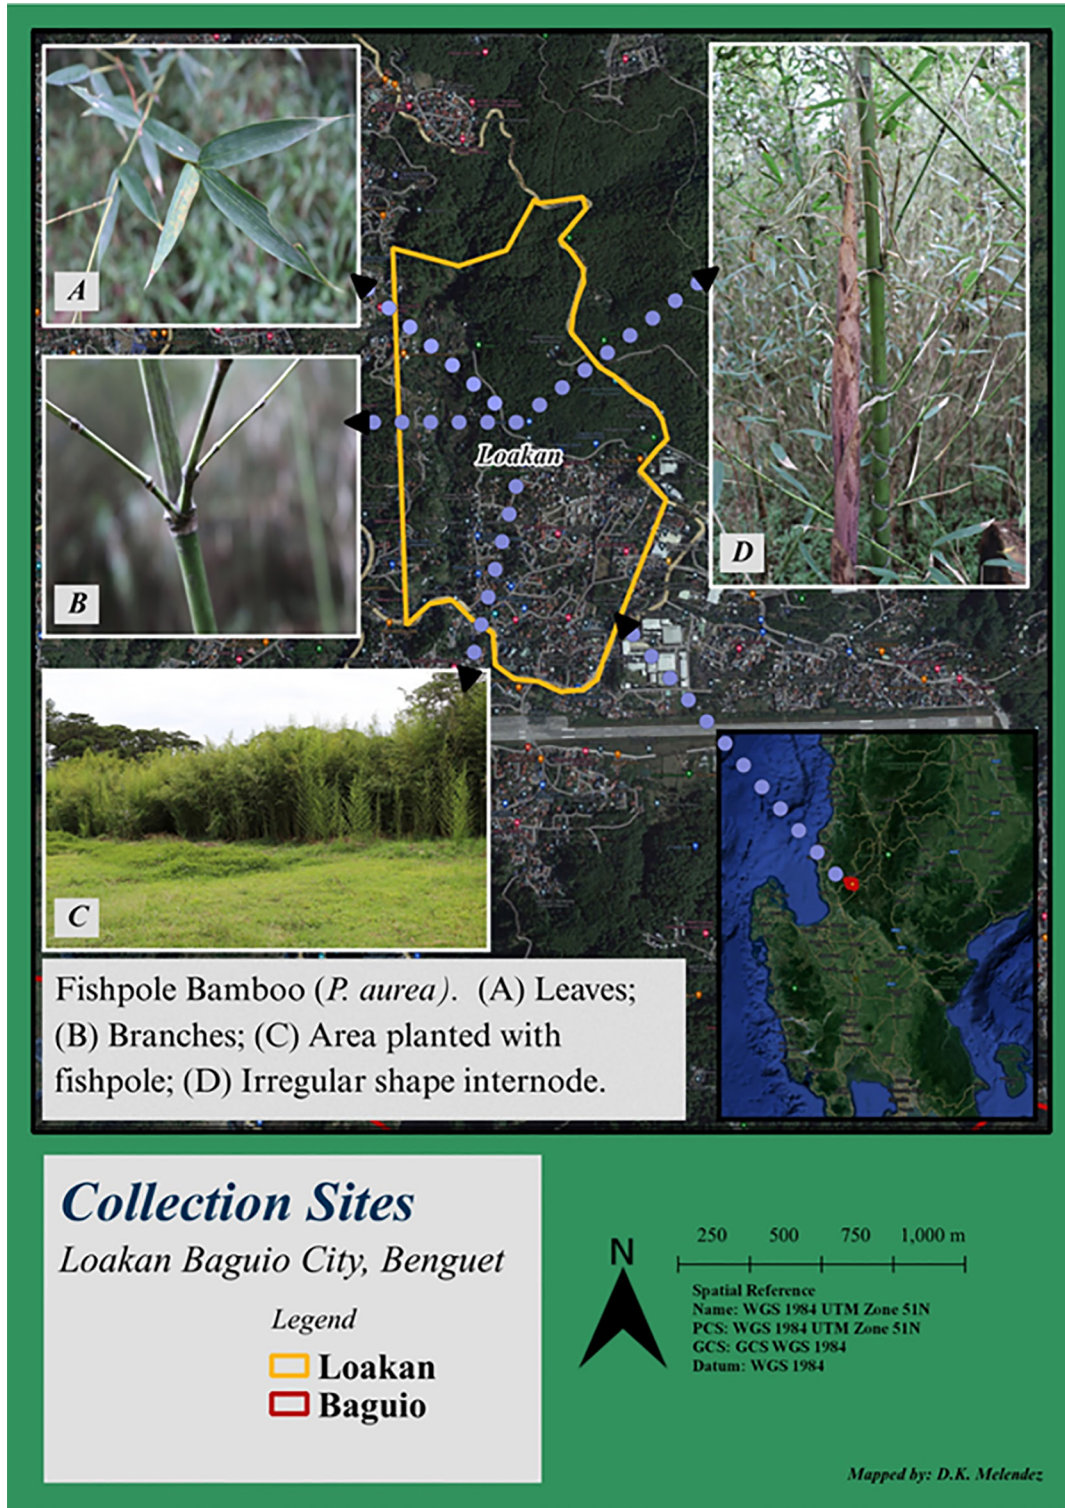 A
B
Loakan
D
C
Fishpole Bamboo (P. aurea). (A) Leaves;
(B) Branches; (C) Area planted with
fishpole; (D) Irregular shape internode.
Collection Sites
Loakan Baguio City, Benguet
Legend
Loakan
Baguio
N
250 500 750 1,000 m
Spatial Reference
Name: WGS 1984 UTM Zone 51N
PCS: WGS 1984 UTM Zone 51N
GCS: GCS WGS 1984
Datum: WGS 1984
Mapped by: D.K. Melendez